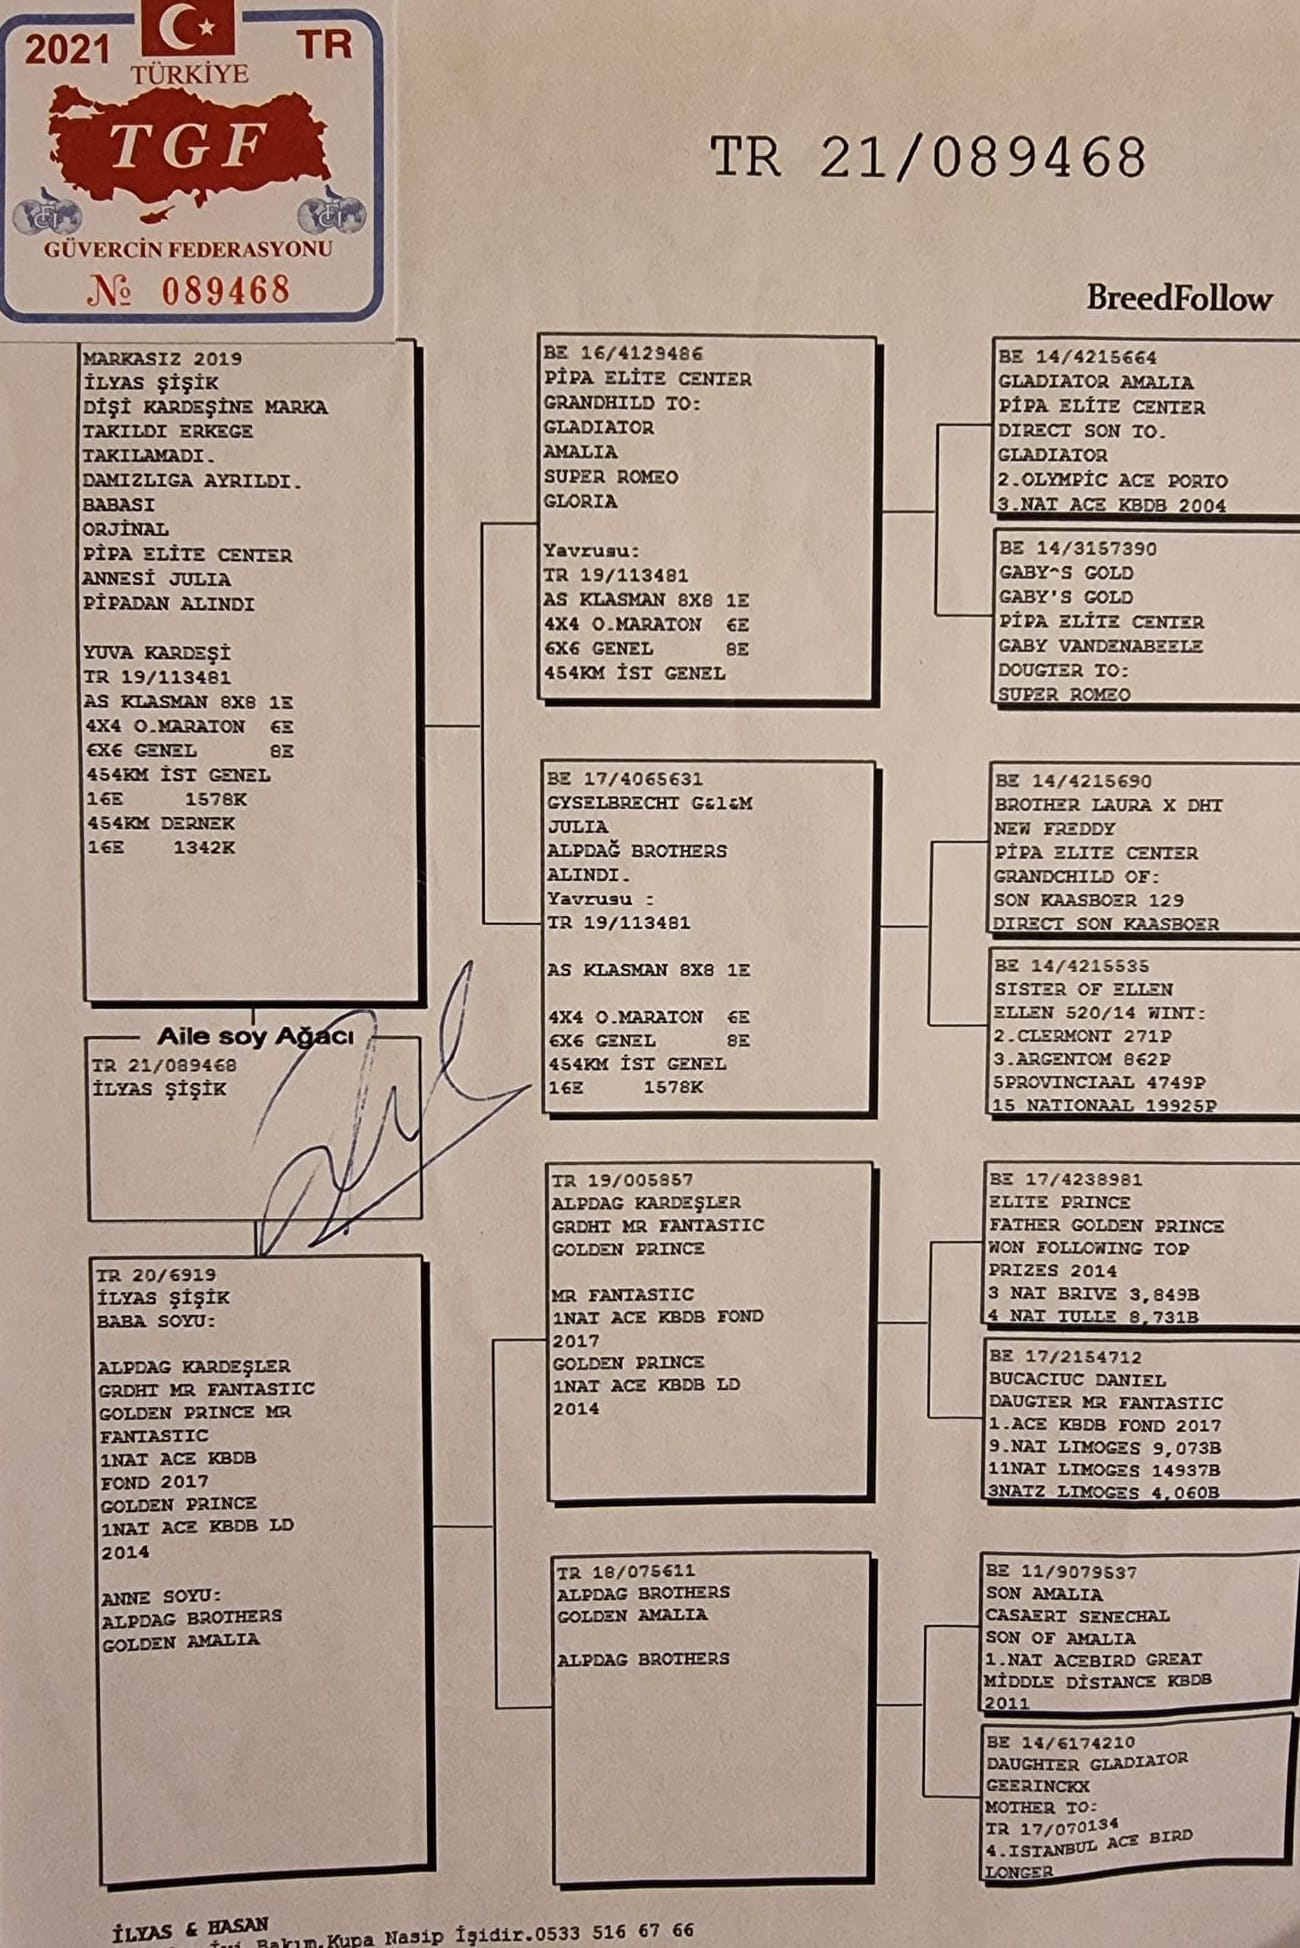 2021 TR
TÜRKİYE
TGF
GÜVERCİN FEDERASYONU
№ 089468
TR 21/089468
BreedFollow
MARKASIZ 2019
İLYAS ŞİŞİK
DİŞİ KARDEŞİNE MARKA
TAKILDI ERKEGE
TAKILAMADI.
DAMIZLIGA AYRILDI.
BABASI
ORJİNAL
PİPA ELİTE CENTER
ANNESİ JULIA
PİPADAN ALINDI
YUVA KARDEŞİ
TR 19/113481
AS KLASMAN 8X8 1E
4X4 O.MARATON 6E
6X6 GENEL 8E
454KM İST GENEL
16E 1578K
454KM DERNEK
16E 1342K
Aile soy Ağacı
TR 21/089468
İLYAS ŞİŞİK
TR 20/6919
İLYAS ŞİŞİK
BABA SOYU:
ALPDAG KARDEŞLER
GRDHT MR FANTASTIC
GOLDEN PRINCE MR
FANTASTIC
1NAT ACE KBDB
FOND 2017
GOLDEN PRINCE
1NAT ACE KBDB LD
2014
ANNE SOYU:
ALPDAG BROTHERS
GOLDEN AMALIA
BE 16/4129486
PİPA ELİTE CENTER
GRANDHILD TO:
GLADIATOR
AMALIA
SUPER ROMEO
GLORIA
Yavrusu:
TR 19/113481
AS KLASMAN 8X8 1E
4X4 O.MARATON 6E
6X6 GENEL 8E
454KM İST GENEL
BE 17/4065631
GYSELBRECHT G&l&M
JULIA
ALPDAĞ BROTHERS
ALINDI.
Yavrusu :
TR 19/113481
AS KLASMAN 8X8 1E
4X4 O.MARATON 6E
6X6 GENEL 8E
454KM İST GENEL
16E 1578K
TR 19/005857
ALPDAG KARDEŞLER
GRDHT MR FANTASTIC
GOLDEN PRINCE
MR FANTASTIC
1NAT ACE KBDB FOND
2017
GOLDEN PRINCE
1NAT ACE KBDB LD
2014
TR 18/075611
ALPDAG BROTHERS
GOLDEN AMALIA
ALPDAG BROTHERS
BE 14/4215664
GLADIATOR AMALIA
PİPA ELİTE CENTER
DIRECT SON TO.
GLADIATOR
2.OLYMPİC ACE PORTO
3.NAT ACE KBDB 2004
BE 14/3157390
GABY^S GOLD
GABY'S GOLD
PİPA ELİTE CENTER
GABY VANDENABEELE
DOUGTER TO:
SUPER ROMEO
BE 14/4215690
BROTHER LAURA X DHT
NEW FREDDY
PİPA ELITE CENTER
GRANDCHILD OF:
SON KAASBOER 129
DIRECT SON KAASBOER
BE 14/4215535
SISTER OF ELLEN
ELLEN 520/14 WINT:
2.CLERMONT 271P
3.ARGENTOM 862P
5PROVINCIAAL 4749P
15 NATIONAAL 19925P
BE 17/4238981
ELITE PRINCE
FATHER GOLDEN PRINCE
WON FOLLOWING TOP
PRIZES 2014
3 NAT BRIVE 3,849B
4 NAT TULLE 8,731B
BE 17/2154712
BUCACIUC DANIEL
DAUGTER MR FANTASTIC
1.ACE KBDB FOND 2017
9.NAT LIMOGES 9,073B
11NAT LIMOGES 14937B
3NATZ LIMOGES 4,060B
BE 11/9079537
SON AMALIA
CASAERT SENECHAL
SON OF AMALIA
1.NAT ACEBIRD GREAT
MİDDLE DİSTANCE KBDB
2011
BE 14/6174210
DAUGHTER GLADIATOR
GEERINCKX
MOTHER TO:
TR 17/070134
4.ISTANBUL ACE BIRD
LONGER
İLYAS & HASAN
Bakım,Kupa Nasip İşidir.0533 516 67 66